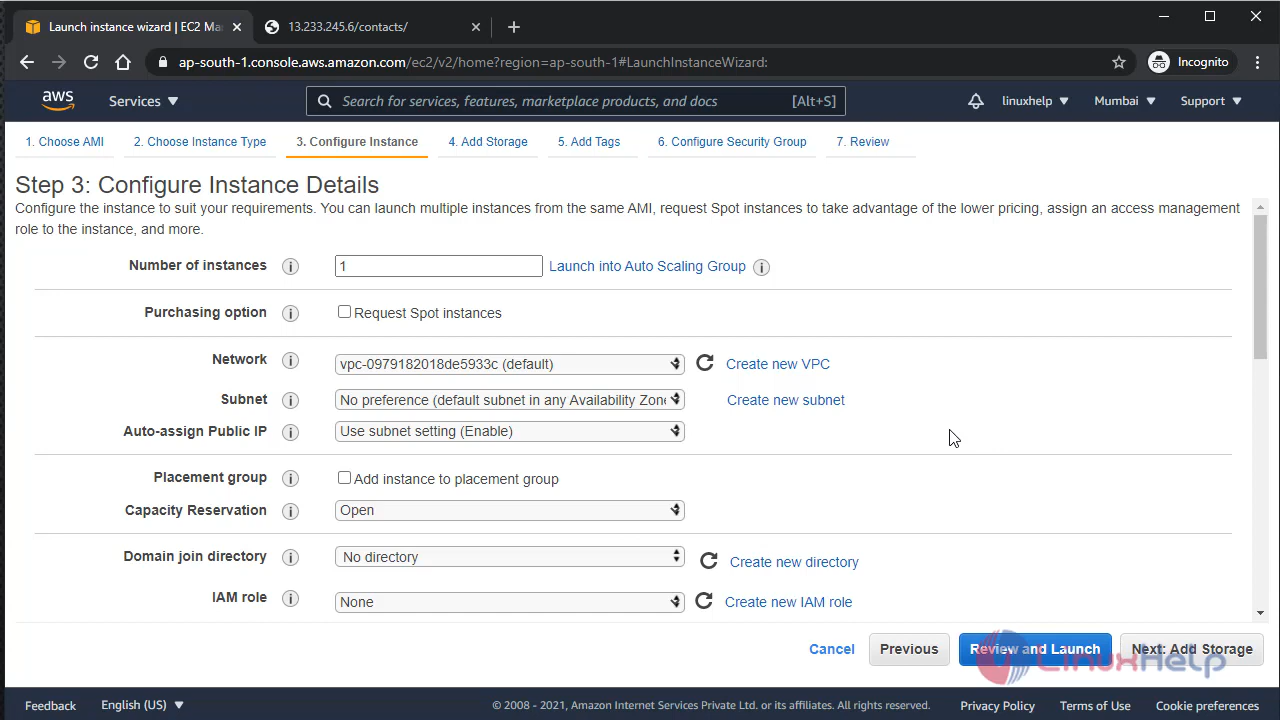 Launch instance wizard | EC2 Ma
13.233.245.6/contacts/
ap-south-1.console.aws.amazon.com/ec2/v2/home?region=ap-south-1#LaunchInstanceWizard:
Incognito
aws
Services
Search for services, features, marketplace products, and docs [Alt+S]
linuxhelp
Mumbai
Support
1. Choose AMI
2. Choose Instance Type
3. Configure Instance
4. Add Storage
5. Add Tags
6. Configure Security Group
7. Review
Step 3: Configure Instance Details
Configure the instance to suit your requirements. You can launch multiple instances from the same AMI, request Spot instances to take advantage of the lower pricing, assign an access management
role to the instance, and more.
Number of instances i 1 Launch into Auto Scaling Group i
Purchasing option i Request Spot instances
Network i vpc-0979182018de5933c (default) Create new VPC
Subnet i No preference (default subnet in any Availability Zone Create new subnet
Auto-assign Public IP i Use subnet setting (Enable)
Placement group i Add instance to placement group
Capacity Reservation i Open
Domain join directory i No directory Create new directory
IAM role i None Create new IAM role
Cancel
Previous
Review and Launch
Next: Add Storage
LinuxHelp
Feedback
English (US)
© 2008 - 2021, Amazon Internet Services Private Ltd. or its affiliates. All rights reserved.
Privacy Policy
Terms of Use
Cookie preferences